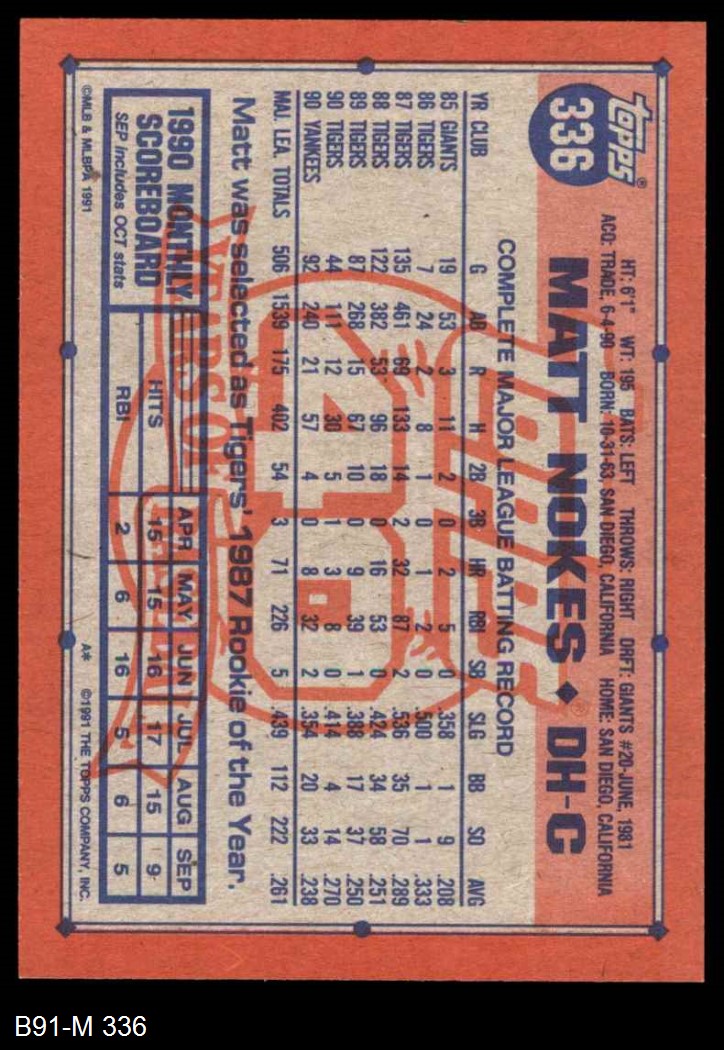 topps®
336
HT: 6'1" WT: 195 BATS: LEFT THROWS: RIGHT DRFT: GIANTS #20-JUNE, 1981
ACQ: TRADE, 6-4-90 BORN: 10-31-63, SAN DIEGO, CALIFORNIA HOME: SAN DIEGO, CALIFORNIA
MATT NOKES ♦ DH-C
COMPLETE MAJOR LEAGUE BATTING RECORD
YR CLUB G AB R H 2B 3B HR RBI SB SLG BB SO AVG
85 GIANTS 19 53 3 11 2 0 2 5 0 .358 1 9 .208
86 TIGERS 7 24 2 8 1 0 1 2 0 .500 1 1 .333
87 TIGERS 135 461 69 133 14 2 32 87 2 .536 35 70 .289
88 TIGERS 122 382 53 96 18 0 16 53 0 .424 34 58 .251
89 TIGERS 87 268 15 67 10 0 9 39 1 .388 17 37 .250
90 TIGERS 44 111 12 30 5 1 3 8 0 .414 4 14 .270
90 YANKEES 92 240 21 57 4 0 8 32 2 .354 20 33 .238
MAJ. LEA. TOTALS 506 1539 175 402 54 3 71 226 5 .439 112 222 .261
Matt was selected as Tigers' 1987 Rookie of the Year.
1990 MONTHLY
SCOREBOARD
SEP includes OCT stats
APR MAY JUN JUL AUG SEP
HITS 15 15 16 17 15 9
RBI 2 6 16 5 6 5
©MLB & MLBPA 1991
A* ©1991 THE TOPPS COMPANY, INC.
topps
40
YEARS OF
BASEBALL
B91-M 336